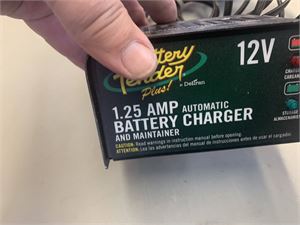 Battery
Tender
Plus!
by Deltran
12V
1.25 AMP AUTOMATIC
BATTERY CHARGER
AND MAINTAINER
CAUTION: Read warnings in instruction manual before opening.
ATTENTION: Lea las advertencias del manual de instrucciones antes de usar el cargador.